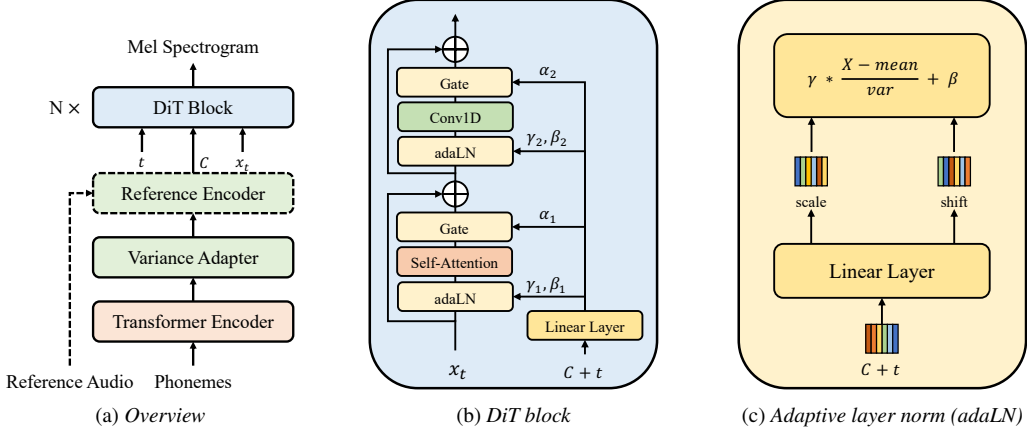 Mel Spectrogram
N ×
DiT Block
t
C
x_t
Reference Encoder
Variance Adapter
Transformer Encoder
Reference Audio
Phonemes
(a) Overview
Gate
α_2
Conv1D
adaLN
γ_2, β_2
Gate
α_1
Self-Attention
adaLN
γ_1, β_1
Linear Layer
x_t
C + t
(b) DiT block
γ * (X − mean / var) + β
scale
shift
Linear Layer
C + t
(c) Adaptive layer norm (adaLN)